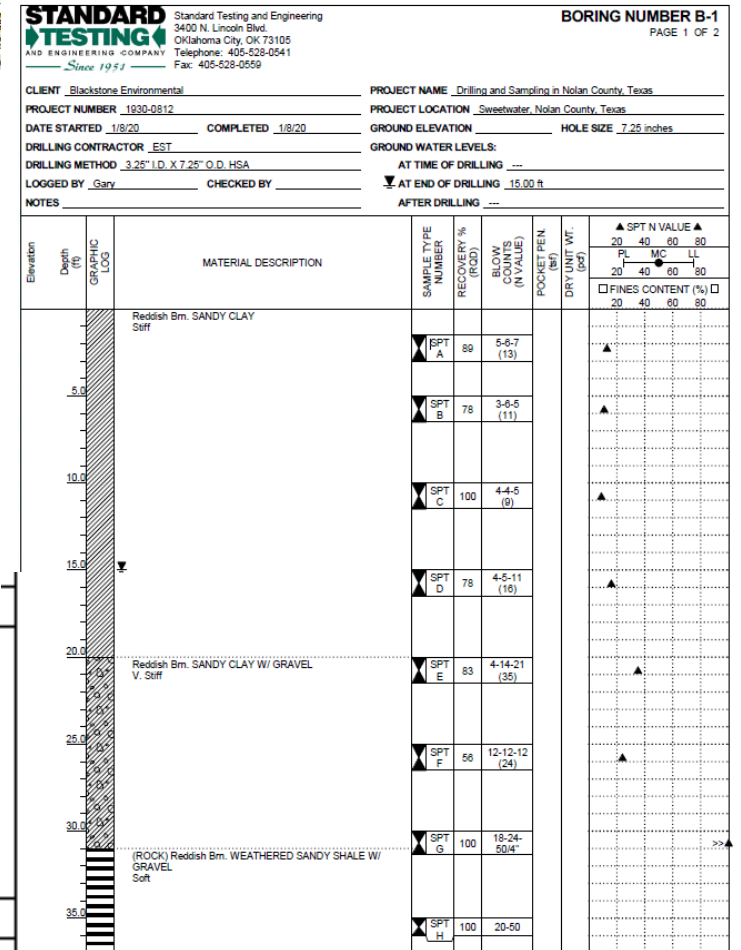 STANDARD
TESTING
AND ENGINEERING COMPANY
Since 1951
Standard Testing and Engineering
3400 N. Lincoln Blvd.
OKlahoma City, OK 73105
Telephone: 405-528-0541
Fax: 405-528-0559
BORING NUMBER B-1
PAGE 1 OF 2
CLIENT Blackstone Environmental
PROJECT NAME Drilling and Sampling in Nolan County, Texas
PROJECT NUMBER 1930-0812
PROJECT LOCATION Sweetwater, Nolan County, Texas
DATE STARTED 1/8/20 COMPLETED 1/8/20
GROUND ELEVATION HOLE SIZE 7.25 inches
DRILLING CONTRACTOR EST
GROUND WATER LEVELS:
DRILLING METHOD 3.25" I.D. X 7.25" O.D. HSA
AT TIME OF DRILLING ---
LOGGED BY Gary CHECKED BY
AT END OF DRILLING 15.00 ft
NOTES
AFTER DRILLING ---
Elevation
Depth
(ft)
GRAPHIC
LOG
MATERIAL DESCRIPTION
SAMPLE TYPE
NUMBER
RECOVERY %
(RQD)
BLOW
COUNTS
(N VALUE)
POCKET PEN.
(tsf)
DRY UNIT WT.
(pcf)
▲ SPT N VALUE ▲
20 40 60 80
PL MC LL
20 40 60 80
□ FINES CONTENT (%) □
20 40 60 80
Reddish Brn. SANDY CLAY
Stiff
SPT
A
89
5-6-7
(13)
5.0
SPT
B
78
3-6-5
(11)
10.0
SPT
C
100
4-4-5
(9)
15.0
SPT
D
78
4-5-11
(16)
20.0
Reddish Brn. SANDY CLAY W/ GRAVEL
V. Stiff
SPT
E
83
4-14-21
(35)
25.0
SPT
F
56
12-12-12
(24)
30.0
SPT
G
100
18-24-
50/4"
>>▲
(ROCK) Reddish Brn. WEATHERED SANDY SHALE W/
GRAVEL
Soft
35.0
SPT
H
100
20-50